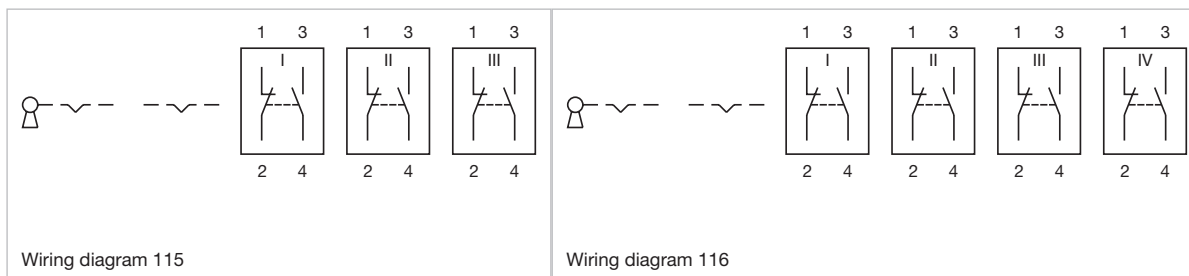 1 3 1 3 1 3
I II III
2 4 2 4 2 4
Wiring diagram 115
1 3 1 3 1 3 1 3
I II III IV
2 4 2 4 2 4 2 4
Wiring diagram 116